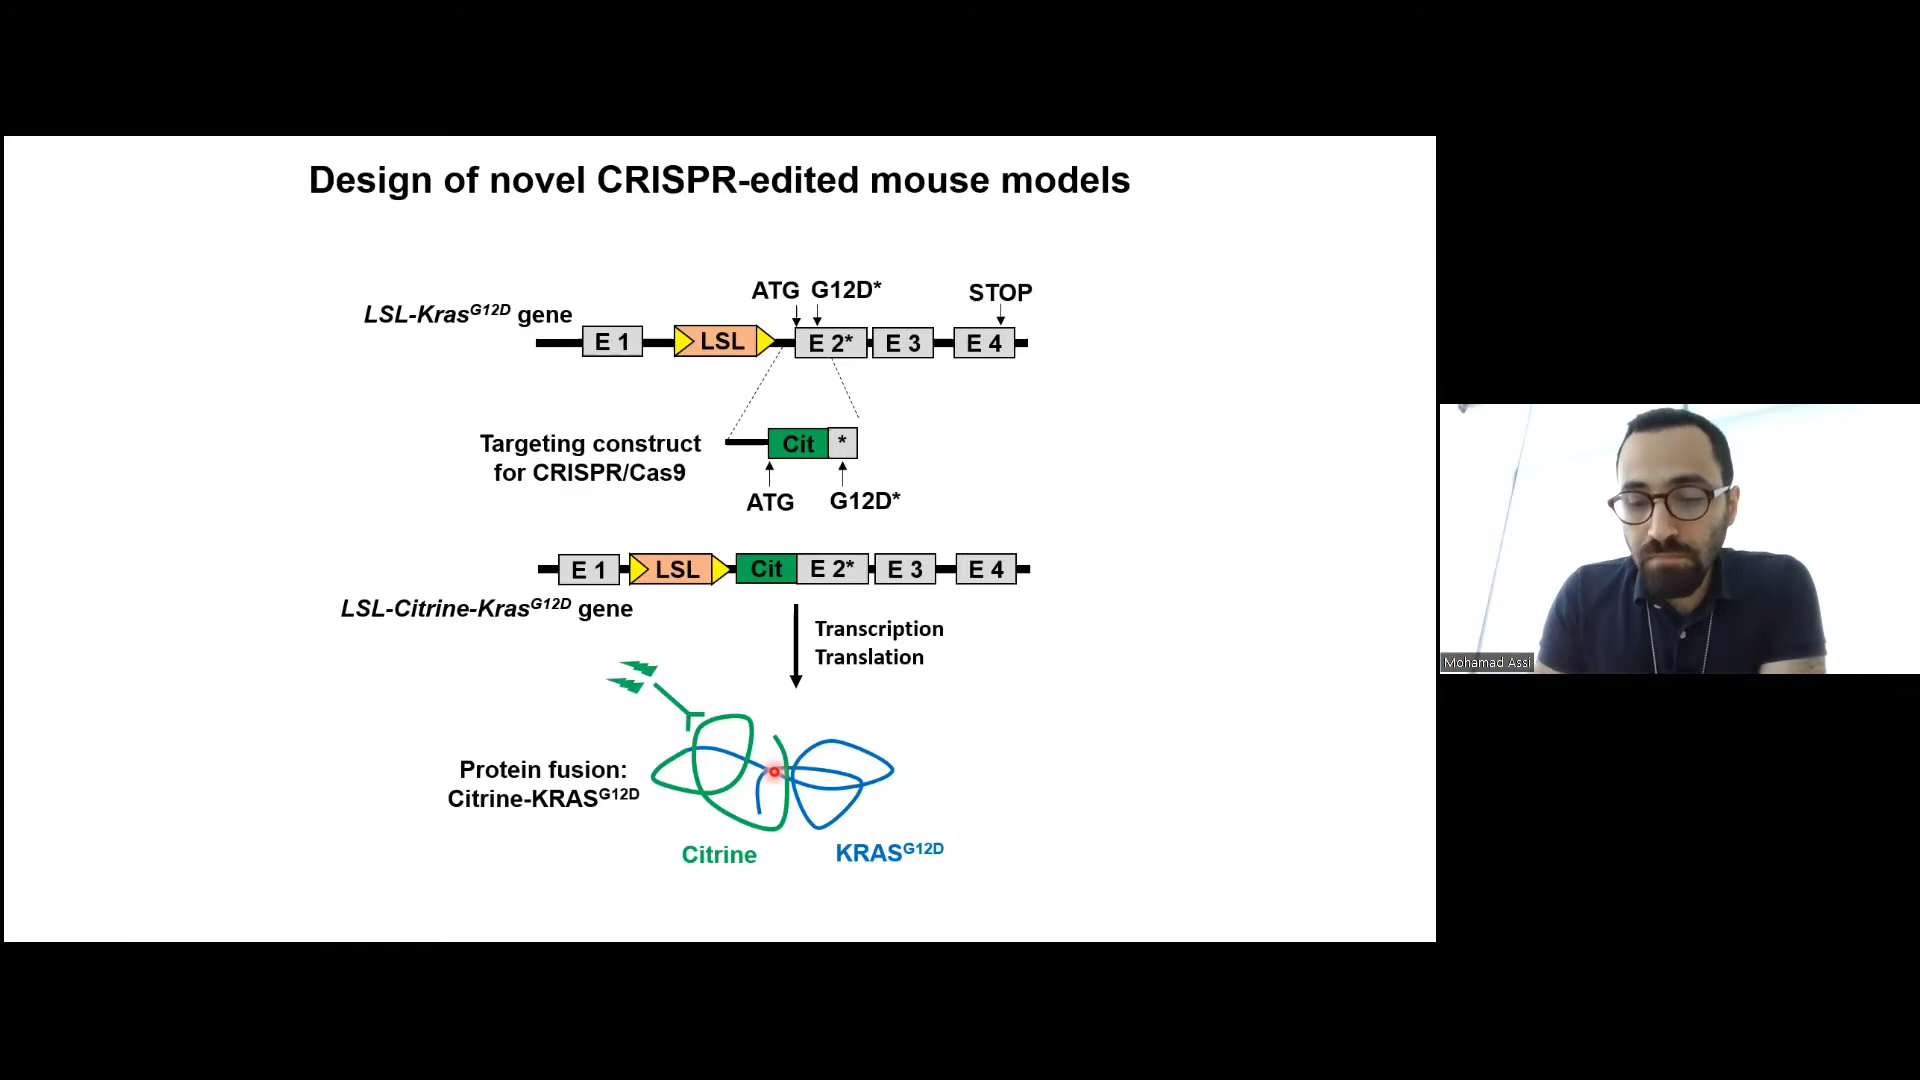 Design of novel CRISPR-edited mouse models
ATG G12D* STOP
LSL-KrasG12D gene
E 1 LSL E 2* E 3 E 4
Targeting construct
for CRISPR/Cas9
Cit *
ATG G12D*
E 1 LSL Cit E 2* E 3 E 4
LSL-Citrine-KrasG12D gene
Transcription
Translation
Protein fusion:
Citrine-KRASG12D
Citrine KRASG12D
Mohamad Assi